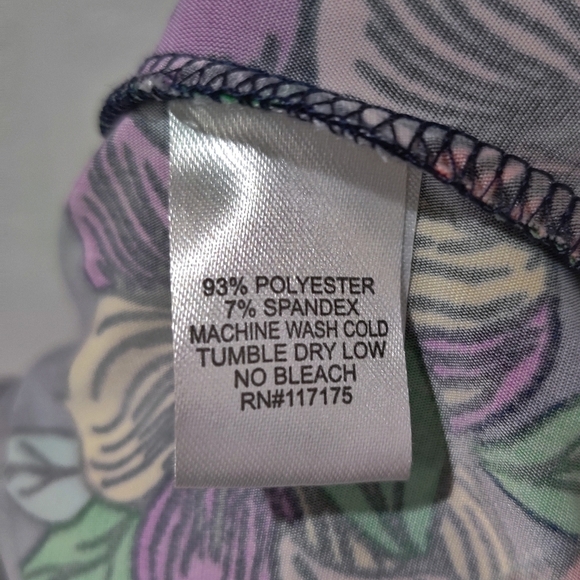 93% POLYESTER
7% SPANDEX
MACHINE WASH COLD
TUMBLE DRY LOW
NO BLEACH
RN#117175